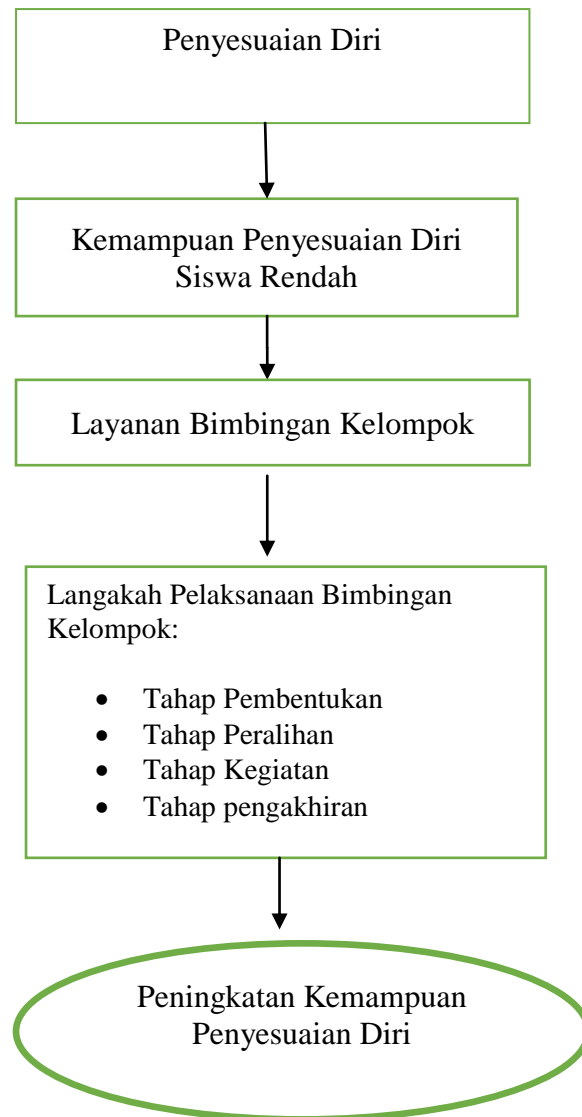 Penyesuaian Diri
Kemampuan Penyesuaian Diri
Siswa Rendah
Layanan Bimbingan Kelompok
Langakah Pelaksanaan Bimbingan
Kelompok:
• Tahap Pembentukan
• Tahap Peralihan
• Tahap Kegiatan
• Tahap pengakhiran
Peningkatan Kemampuan
Penyesuaian Diri